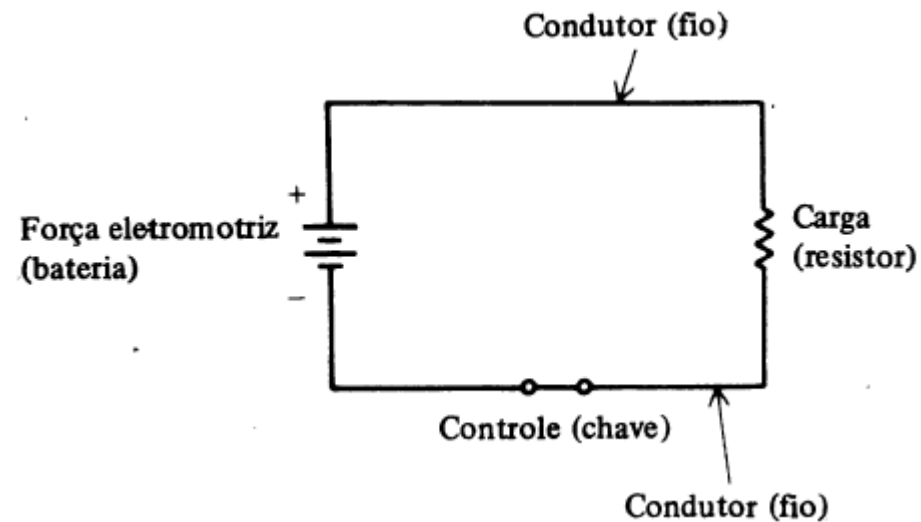 Condutor (fio)
+
Força eletromotriz
(bateria)
−
Carga
(resistor)
Controle (chave)
Condutor (fio)